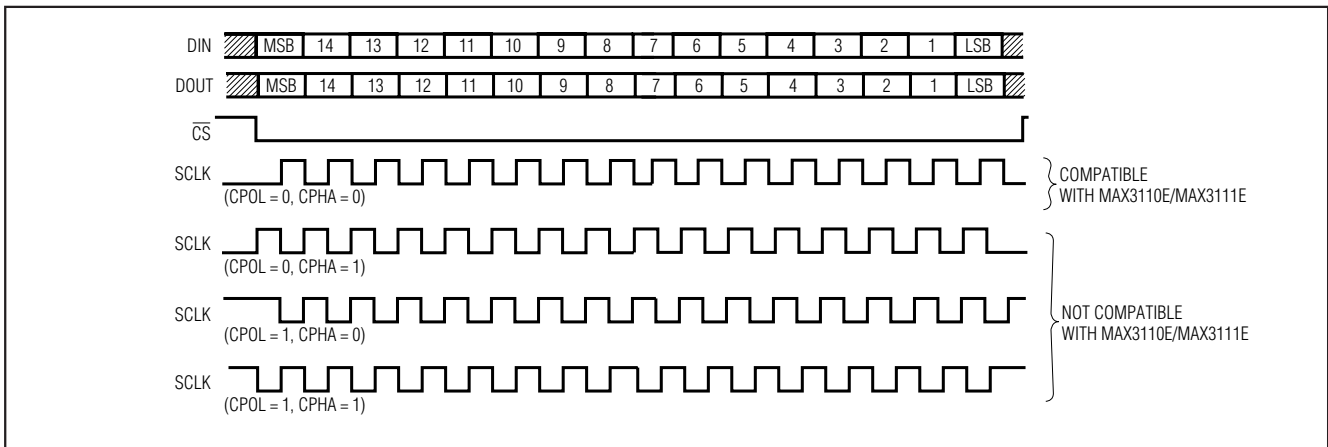 DIN MSB 14 13 12 11 10 9 8 7 6 5 4 3 2 1 LSB
DOUT MSB 14 13 12 11 10 9 8 7 6 5 4 3 2 1 LSB
CS
SCLK
(CPOL = 0, CPHA = 0)
COMPATIBLE
WITH MAX3110E/MAX3111E
SCLK
(CPOL = 0, CPHA = 1)
SCLK
(CPOL = 1, CPHA = 0)
NOT COMPATIBLE
WITH MAX3110E/MAX3111E
SCLK
(CPOL = 1, CPHA = 1)